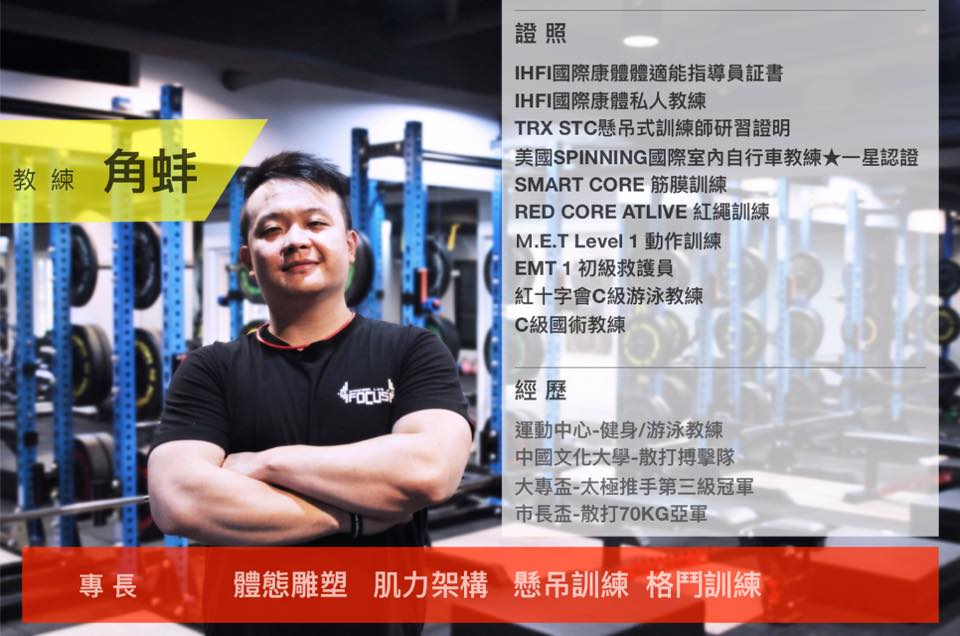 教練 角蚌
證照
IHFI國際康體體適能指導員証書
IHFI國際康體私人教練
TRX STC懸吊式訓練師研習證明
美國SPINNING國際室內自行車教練★一星認證
SMART CORE 筋膜訓練
RED CORE ATLIVE 紅繩訓練
M.E.T Level 1 動作訓練
EMT 1 初級救護員
紅十字會C級游泳教練
C級國術教練
經歷
運動中心-健身/游泳教練
中國文化大學-散打搏擊隊
大專盃-太極推手第三級冠軍
市長盃-散打70KG亞軍
FOCUS
專長 體態雕塑 肌力架構 懸吊訓練 格鬥訓練